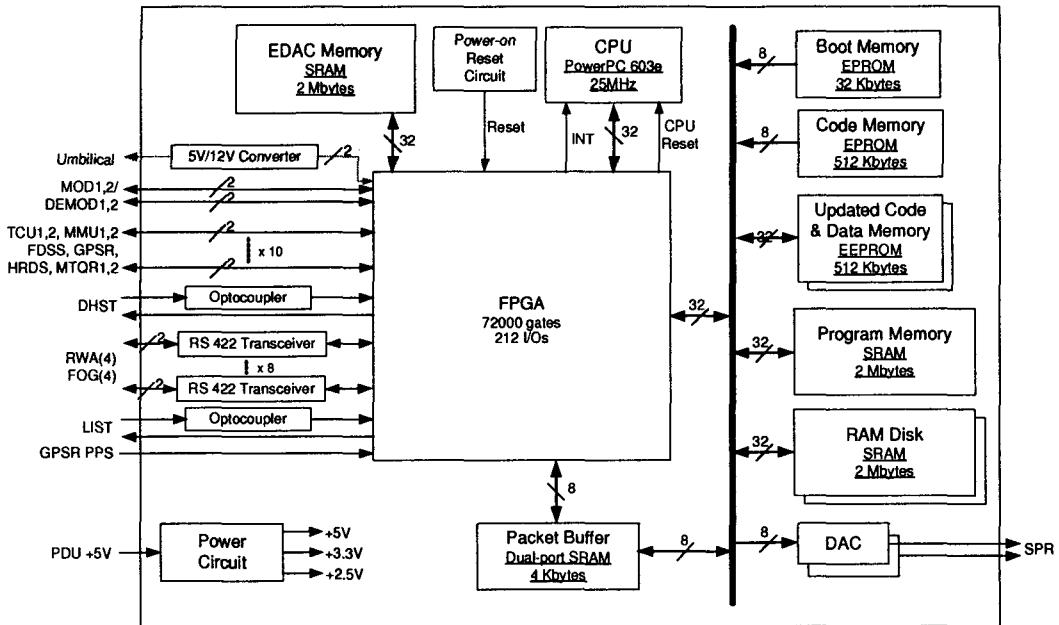 EDAC Memory
SRAM
2 Mbytes
Power-on
Reset
Circuit
CPU
PowerPC 603e
25MHz
Boot Memory
EPROM
32 Kbytes
8
Code Memory
EPROM
512 Kbytes
8
32
Reset
INT
32
CPU
Reset
Umbilical
5V/12V Converter
2
MOD1,2/
DEMOD1,2
2
2
TCU1,2, MMU1,2
FDSS, GPSR,
HRDS, MTQR1,2
2
x 10
2
DHST
Optocoupler
RWA(4)
FOG(4)
2
RS 422 Transceiver
x 8
2
RS 422 Transceiver
LIST
Optocoupler
GPSR PPS
FPGA
72000 gates
212 I/Os
32
Updated Code
& Data Memory
EEPROM
512 Kbytes
32
Program Memory
SRAM
2 Mbytes
32
RAM Disk
SRAM
2 Mbytes
32
8
Packet Buffer
Dual-port SRAM
4 Kbytes
8
8
DAC
SPR
PDU +5V
Power
Circuit
+5V
+3.3V
+2.5V